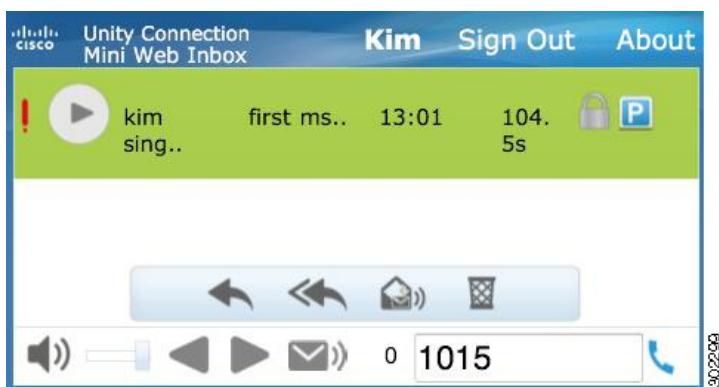 cisco
Unity Connection
Mini Web Inbox
Kim Sign Out About
! kim sing.. first ms.. 13:01 104. 5s P
0 1015
302299